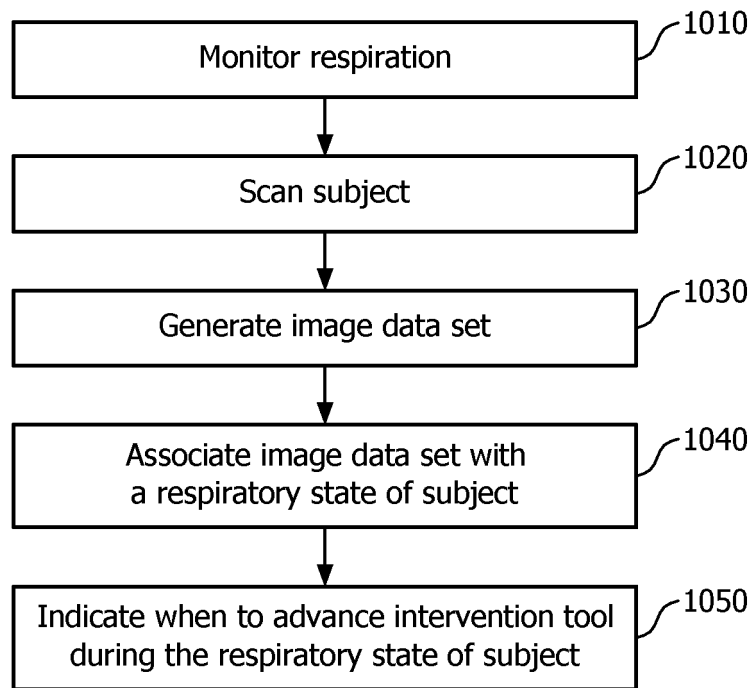 1010
Monitor respiration
1020
Scan subject
1030
Generate image data set
1040
Associate image data set with
a respiratory state of subject
1050
Indicate when to advance intervention tool
during the respiratory state of subject